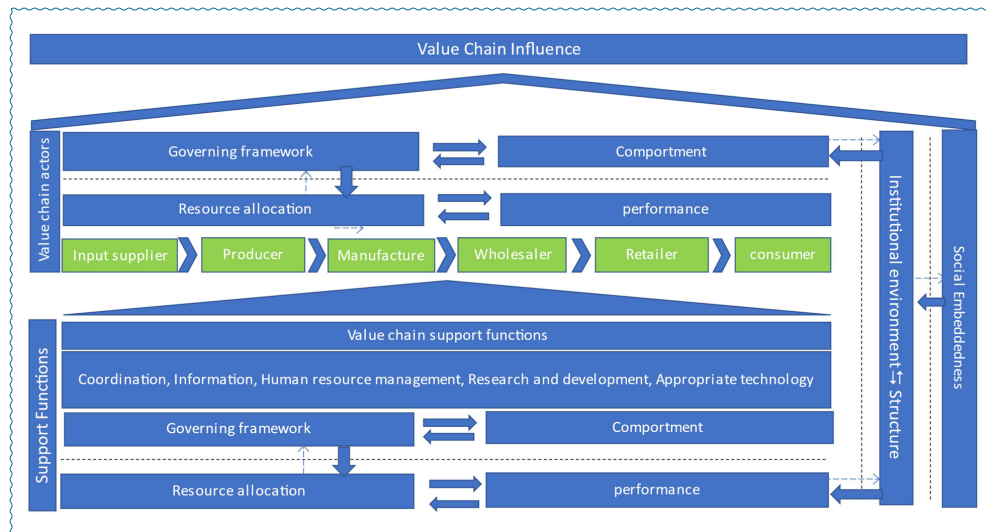 Value Chain Influence
Value chain actors
Governing framework
Comportment
Resource allocation
performance
Input supplier
Producer
Manufacture
Wholesaler
Retailer
consumer
Support Functions
Value chain support functions
Coordination, Information, Human resource management, Research and development, Appropriate technology
Governing framework
Comportment
Resource allocation
performance
Institutional environment ⇆ Structure
Social Embeddedness